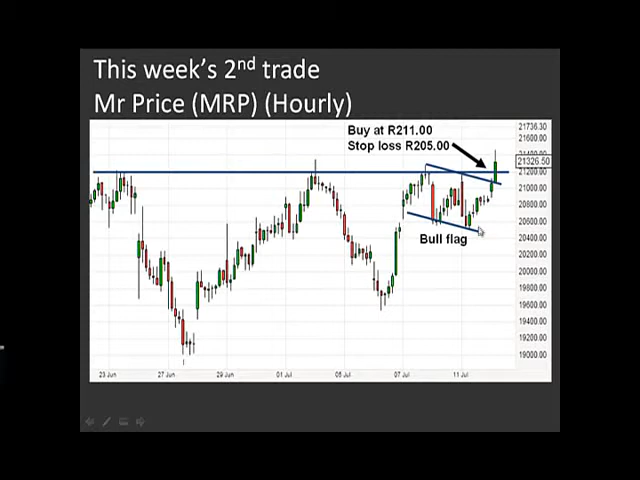 This week's 2nd trade
Mr Price (MRP) (Hourly)
Buy at R211.00
Stop loss R205.00
Bull flag
21736.30
21600.00
21326.50
21200.00
21000.00
20800.00
20600.00
20400.00
20200.00
20000.00
19800.00
19600.00
19400.00
19200.00
19000.00
23 Jun
27 Jun
29 Jun
01 Jul
05 Jul
07 Jul
11 Jul